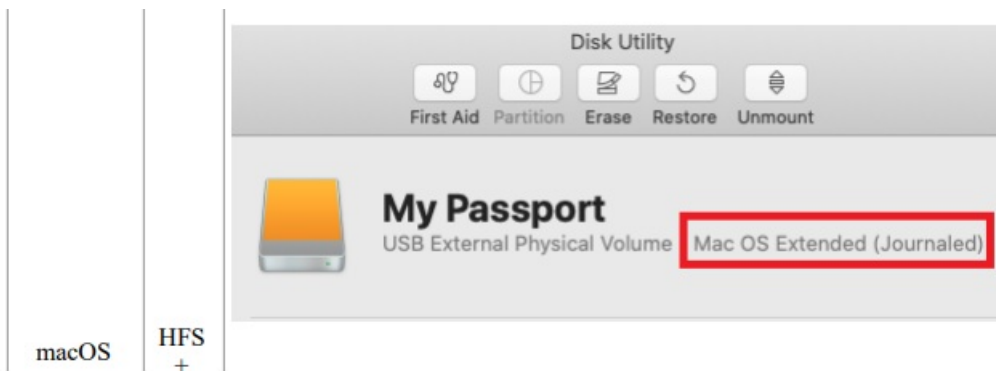 Disk Utility
First Aid Partition Erase Restore Unmount
My Passport
USB External Physical Volume Mac OS Extended (Journaled)
macOS
HFS
+